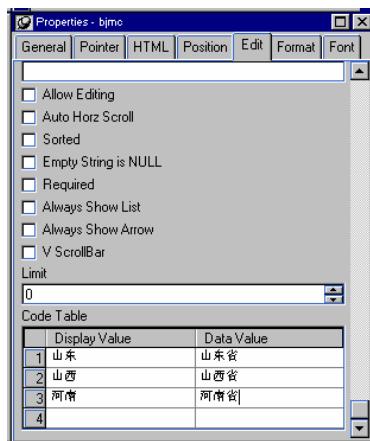 Properties - bjmc
General Pointer HTML Position Edit Format Font
Allow Editing
Auto Horz Scroll
Sorted
Empty String is NULL
Required
Always Show List
Always Show Arrow
V ScrollBar
Limit
0
Code Table
Display Value Data Value
1 山东 山东省
2 山西 山西省
3 河南 河南省
4